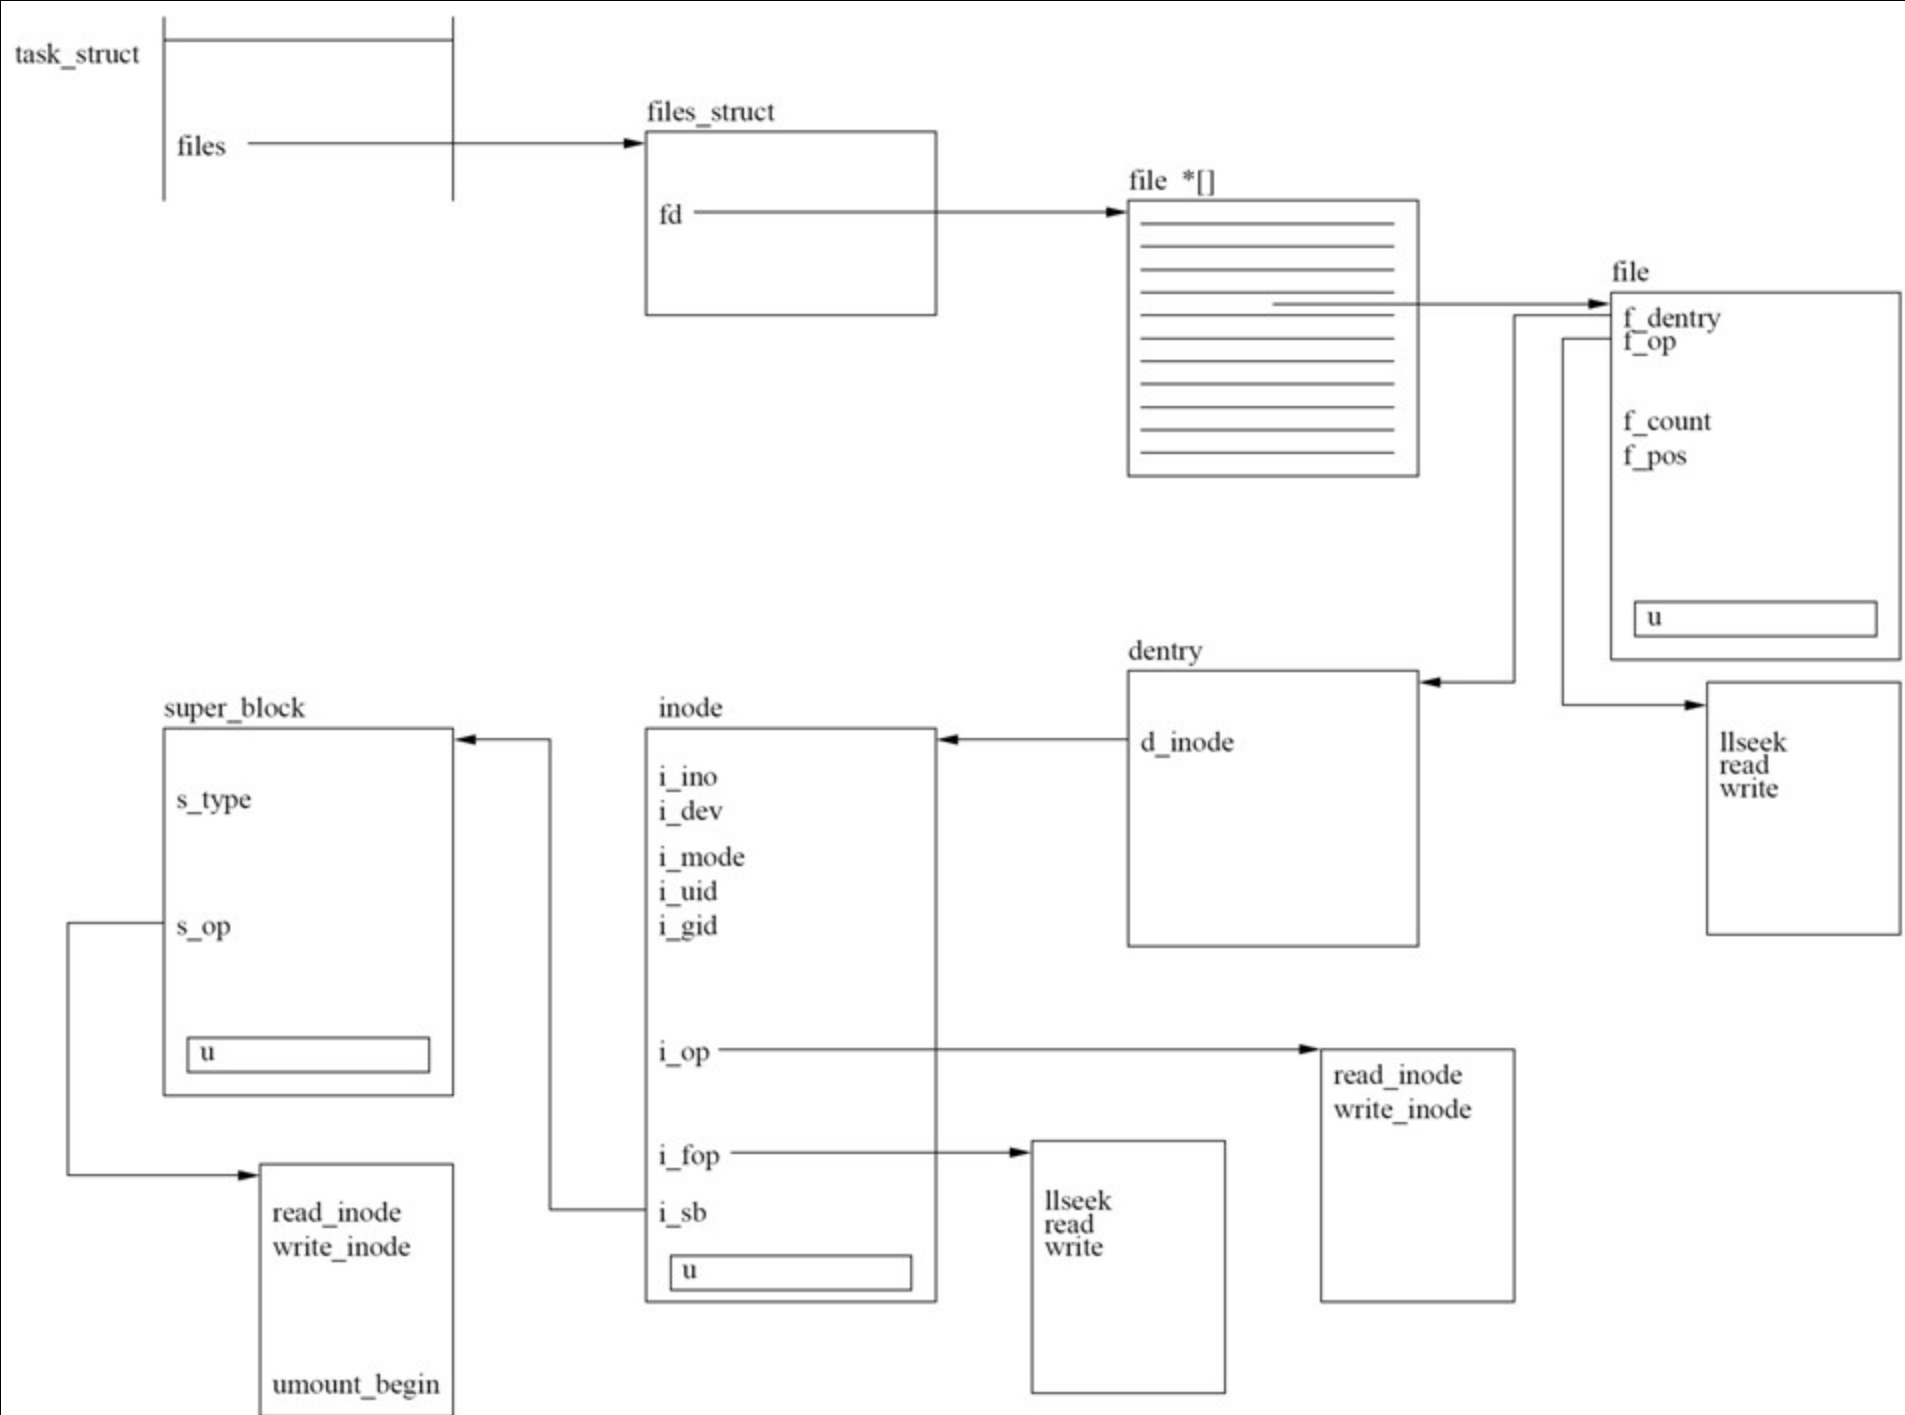 task_struct
files
files_struct
fd
file *[]
file
f_dentry
f_op
f_count
f_pos
u
dentry
d_inode
llseek
read
write
super_block
s_type
s_op
u
inode
i_ino
i_dev
i_mode
i_uid
i_gid
i_op
i_fop
i_sb
u
read_inode
write_inode
llseek
read
write
read_inode
write_inode
umount_begin